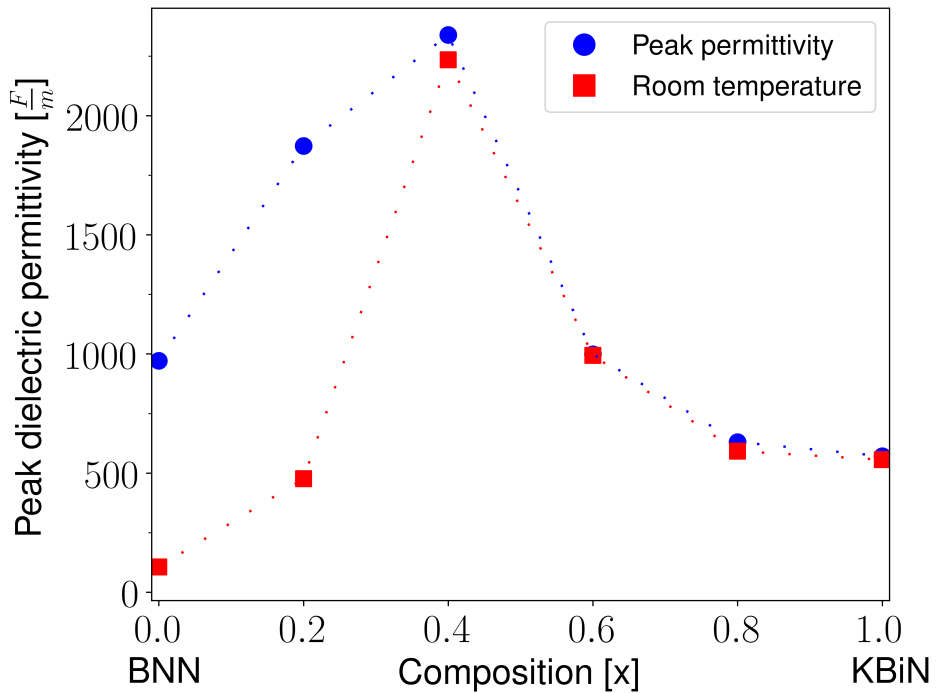 Peak permittivity
Room temperature
Peak dielectric permittivity [F/m]
2000
1500
1000
500
0
0.0 0.2 0.4 0.6 0.8 1.0
BNN Composition [x] KBiN